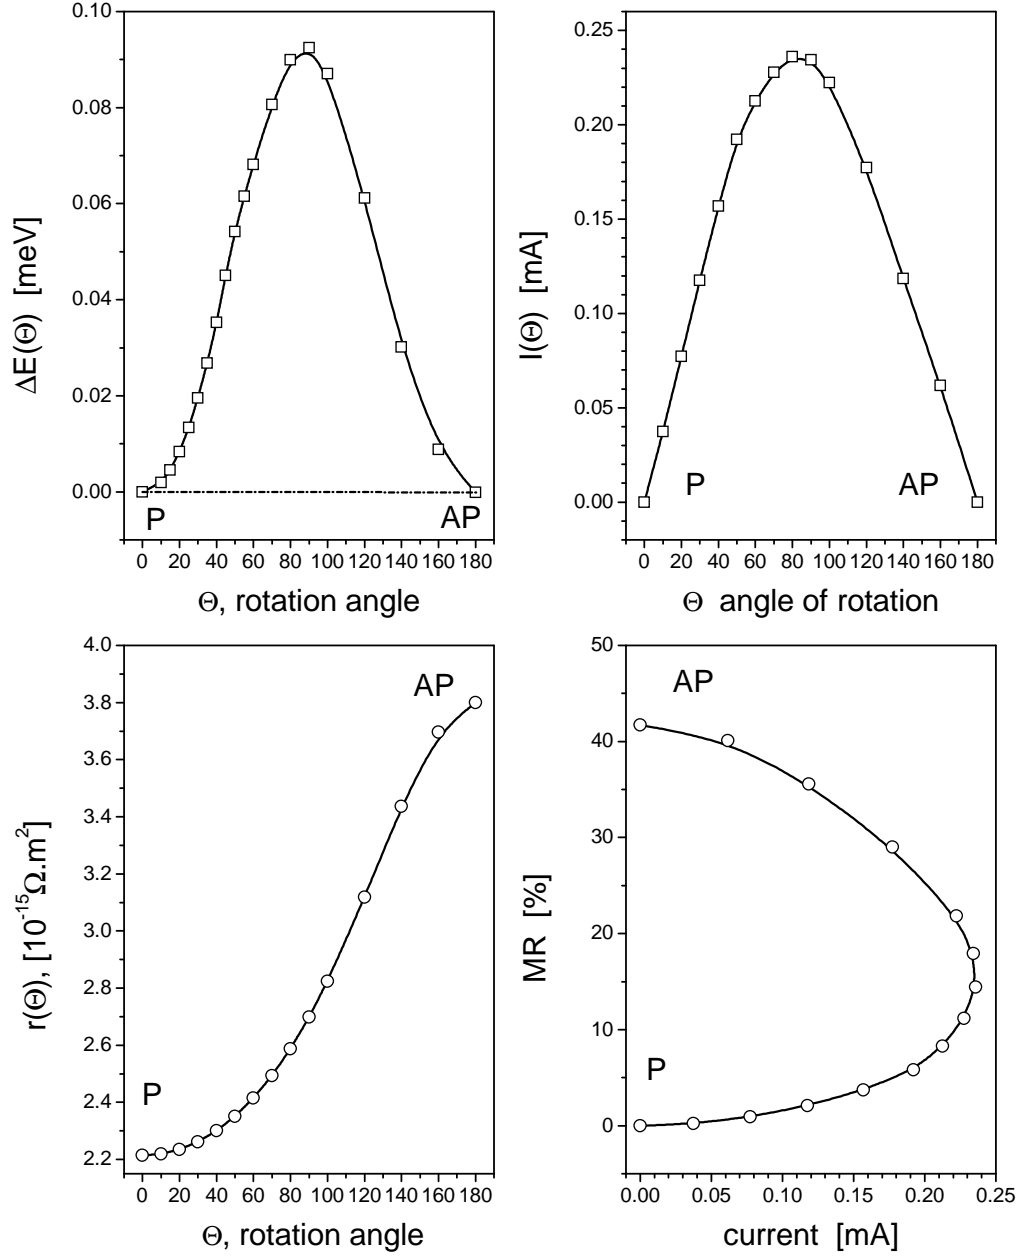 0.10
0.08
0.06
0.04
0.02
0.00
ΔE(Θ) [meV]
P
AP
0 20 40 60 80 100 120 140 160 180
Θ, rotation angle
0.25
0.20
0.15
0.10
0.05
0.00
I(Θ) [mA]
P
AP
0 20 40 60 80 100 120 140 160 180
Θ angle of rotation
4.0
3.8
3.6
3.4
3.2
3.0
2.8
2.6
2.4
2.2
r(Θ), [10⁻¹⁵Ω.m²]
AP
P
0 20 40 60 80 100 120 140 160 180
Θ, rotation angle
50
40
30
20
10
0
MR [%]
AP
P
0.00 0.05 0.10 0.15 0.20 0.25
current [mA]